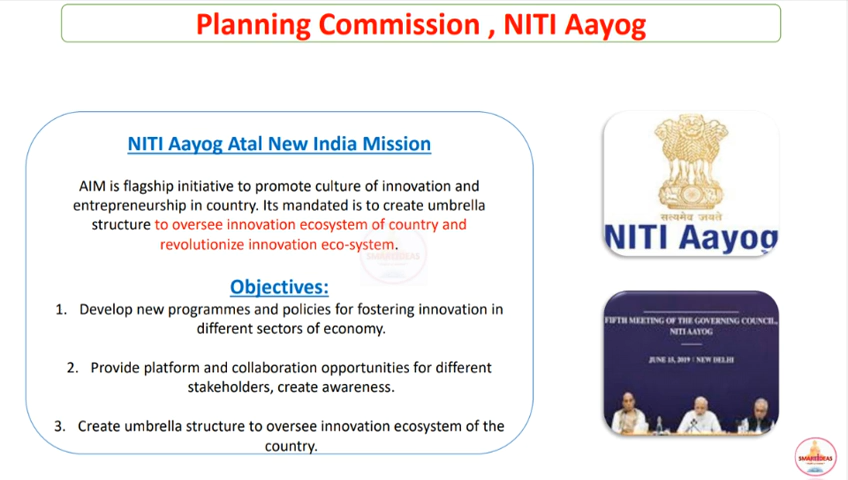 Planning Commission , NITI Aayog
NITI Aayog Atal New India Mission
AIM is flagship initiative to promote culture of innovation and
entrepreneurship in country. Its mandated is to create umbrella
structure to oversee innovation ecosystem of country and
revolutionize innovation eco-system.
Objectives:
1. Develop new programmes and policies for fostering innovation in
different sectors of economy.
2. Provide platform and collaboration opportunities for different
stakeholders, create awareness.
3. Create umbrella structure to oversee innovation ecosystem of the
country.
सत्यमेव जयते
NITI Aayog
FIFTH MEETING OF THE GOVERNING COUNCIL,
NITI AAYOG
JUNE 15, 2019 | NEW DELHI
SMARTIDEAS